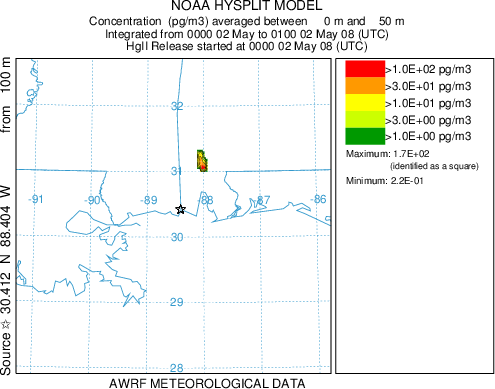 NOAA HYSPLIT MODEL
Concentration (pg/m3) averaged between 0 m and 50 m
Integrated from 0000 02 May to 0100 02 May 08 (UTC)
HgII Release started at 0000 02 May 08 (UTC)
Source ☆ 30.412 N 88.404 W from 100 m
32
31
-91 -90 -89 -88 -87 -86
30
29
28
>1.0E+02 pg/m3
>3.0E+01 pg/m3
>1.0E+01 pg/m3
>3.0E+00 pg/m3
>1.0E+00 pg/m3
Maximum: 1.7E+02
(identified as a square)
Minimum: 2.2E-01
AWRF METEOROLOGICAL DATA